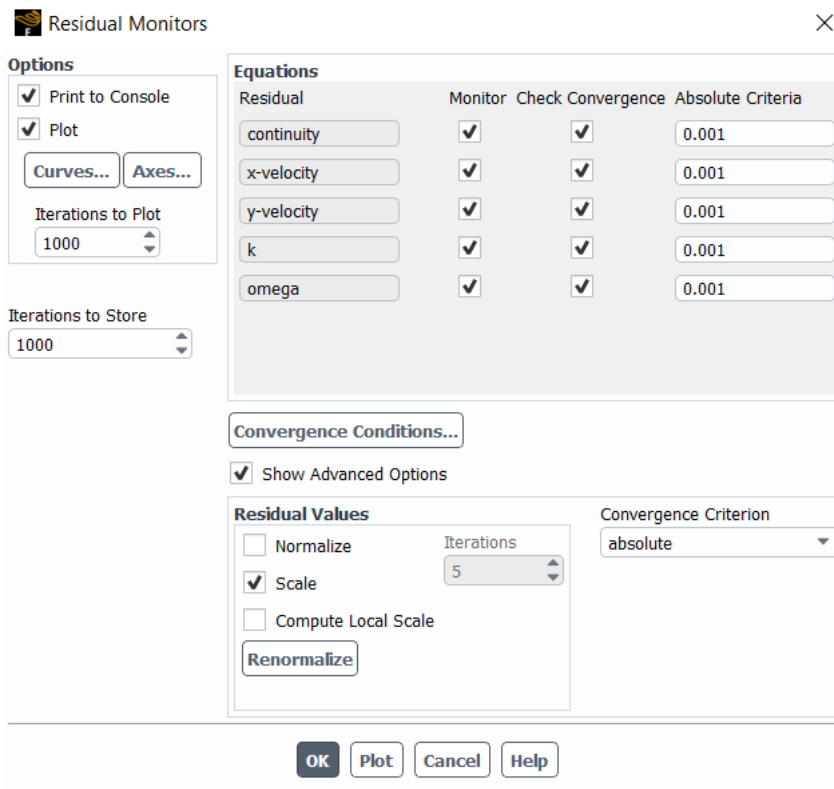 F
Residual Monitors
Options
Print to Console
Plot
Curves... Axes...
Iterations to Plot
1000
Iterations to Store
1000
Equations
Residual Monitor Check Convergence Absolute Criteria
continuity 0.001
x-velocity 0.001
y-velocity 0.001
k 0.001
omega 0.001
Convergence Conditions...
Show Advanced Options
Residual Values
Normalize
Iterations
5
Scale
Compute Local Scale
Renormalize
Convergence Criterion
absolute
OK Plot Cancel Help